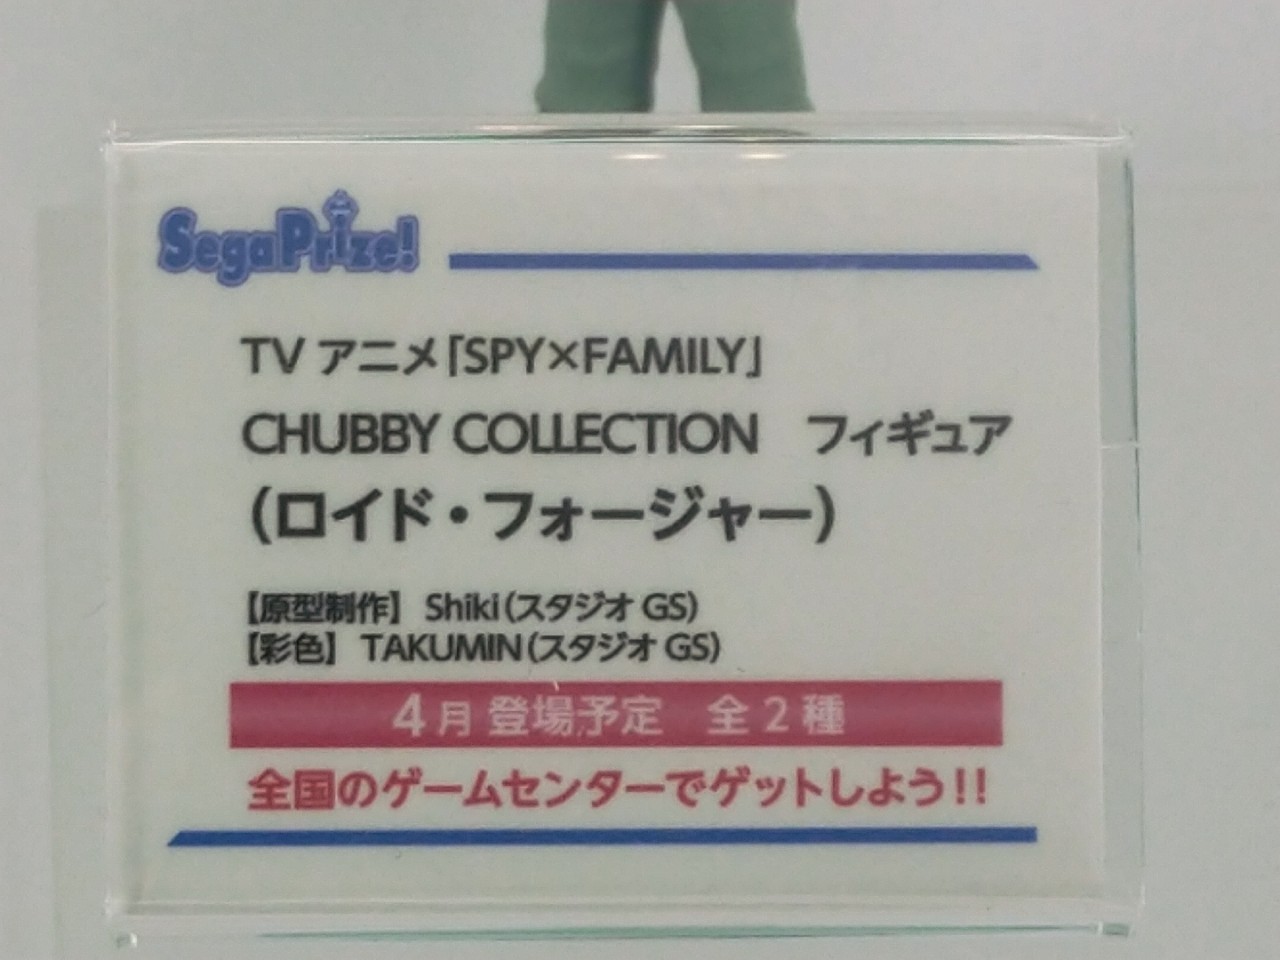 SegaPrize!
TV アニメ「SPY×FAMILY」
CHUBBY COLLECTION　フィギュア
（ロイド・フォージャー）
【原型制作】 Shiki（スタジオ GS）
【彩色】 TAKUMIN（スタジオ GS）
4月 登場予定　全2種
全国のゲームセンターでゲットしよう!!